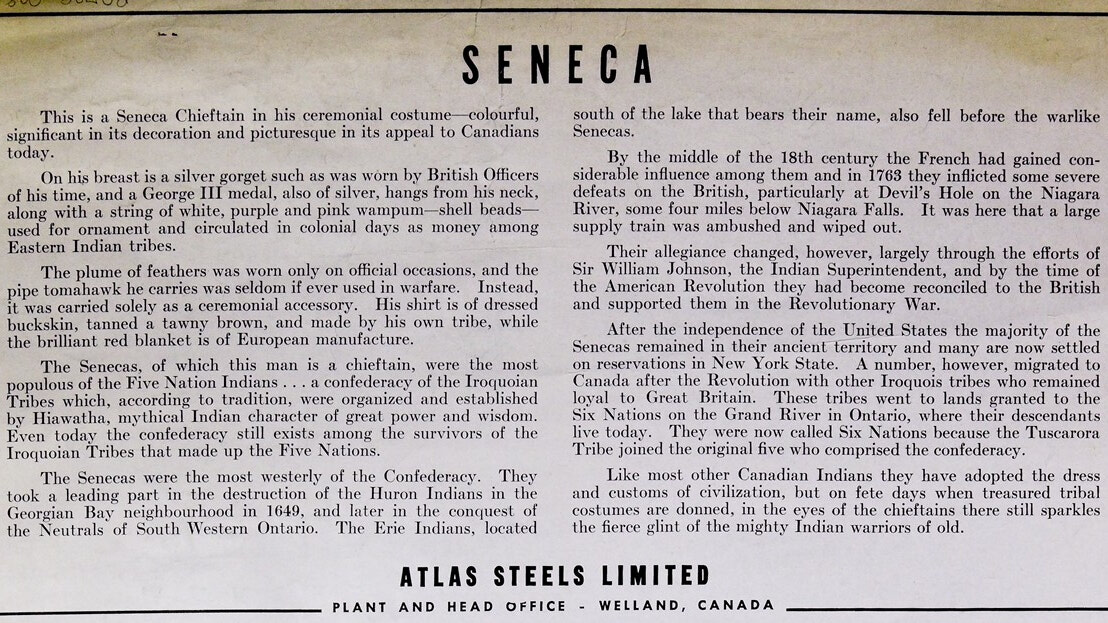 SENECA
This is a Seneca Chieftain in his ceremonial costume—colourful,
significant in its decoration and picturesque in its appeal to Canadians
today.
On his breast is a silver gorget such as was worn by British Officers
of his time, and a George III medal, also of silver, hangs from his neck,
along with a string of white, purple and pink wampum—shell beads—
used for ornament and circulated in colonial days as money among
Eastern Indian tribes.
The plume of feathers was worn only on official occasions, and the
pipe tomahawk he carries was seldom if ever used in warfare. Instead,
it was carried solely as a ceremonial accessory. His shirt is of dressed
buckskin, tanned a tawny brown, and made by his own tribe, while
the brilliant red blanket is of European manufacture.
The Senecas, of which this man is a chieftain, were the most
populous of the Five Nation Indians . . . a confederacy of the Iroquoian
Tribes which, according to tradition, were organized and established
by Hiawatha, mythical Indian character of great power and wisdom.
Even today the confederacy still exists among the survivors of the
Iroquoian Tribes that made up the Five Nations.
The Senecas were the most westerly of the Confederacy. They
took a leading part in the destruction of the Huron Indians in the
Georgian Bay neighbourhood in 1649, and later in the conquest of
the Neutrals of South Western Ontario. The Erie Indians, located
south of the lake that bears their name, also fell before the warlike
Senecas.
By the middle of the 18th century the French had gained con-
siderable influence among them and in 1763 they inflicted some severe
defeats on the British, particularly at Devil's Hole on the Niagara
River, some four miles below Niagara Falls. It was here that a large
supply train was ambushed and wiped out.
Their allegiance changed, however, largely through the efforts of
Sir William Johnson, the Indian Superintendent, and by the time of
the American Revolution they had become reconciled to the British
and supported them in the Revolutionary War.
After the independence of the United States the majority of the
Senecas remained in their ancient territory and many are now settled
on reservations in New York State. A number, however, migrated to
Canada after the Revolution with other Iroquois tribes who remained
loyal to Great Britain. These tribes went to lands granted to the
Six Nations on the Grand River in Ontario, where their descendants
live today. They were now called Six Nations because the Tuscarora
Tribe joined the original five who comprised the confederacy.
Like most other Canadian Indians they have adopted the dress
and customs of civilization, but on fete days when treasured tribal
costumes are donned, in the eyes of the chieftains there still sparkles
the fierce glint of the mighty Indian warriors of old.
ATLAS STEELS LIMITED
PLANT AND HEAD OFFICE - WELLAND, CANADA